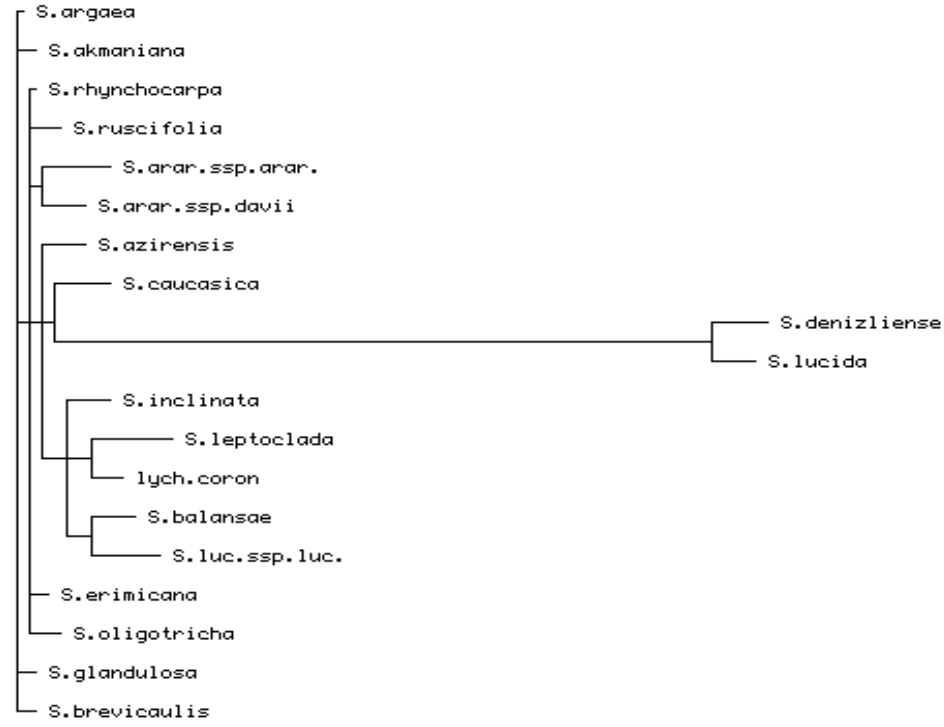 S.argaea
S.akmaniana
S.rhynchocarpa
S.ruscifolia
S.arar.ssp.arar.
S.arar.ssp.davii
S.azirensis
S.caucasica
S.denizliense
S.lucida
S.inclinata
S.leptoclada
lych.coron
S.balansae
S.luc.ssp.luc.
S.erimicana
S.oligotricha
S.glandulosa
S.brevicaulis